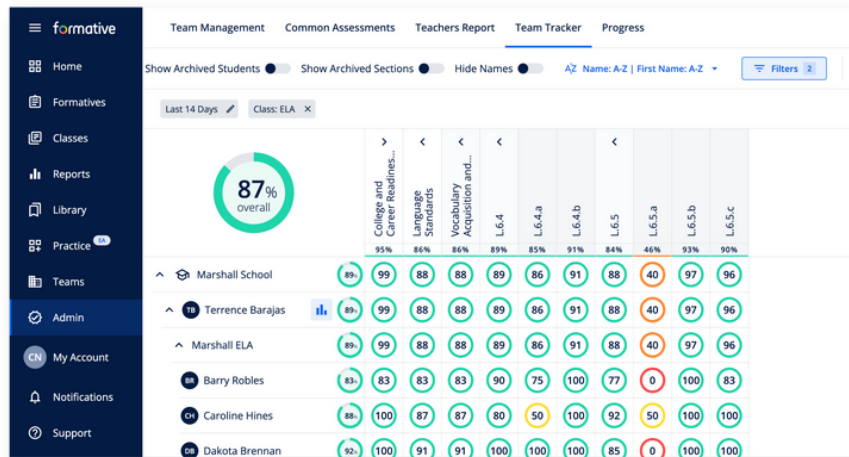 formative
Team Management Common Assessments Teachers Report Team Tracker Progress
Home
Show Archived Students Show Archived Sections Hide Names AZ Name: A-Z | First Name: A-Z Filters 2
Formatives
Last 14 Days Class: ELA
Classes
Reports
Library
Practice EA
Teams
Admin
CN My Account
Notifications
Support
87%
overall
College and Career Readines...
Language Standards
Vocabulary Acquisition and...
L.6.4
L.6.4.a
L.6.4.b
L.6.5
L.6.5.a
L.6.5.b
L.6.5.c
95% 86% 86% 89% 85% 91% 84% 46% 93% 90%
Marshall School 89% 99 88 88 89 86 91 88 40 97 96
TB Terrence Barajas 89% 99 88 88 89 86 91 88 40 97 96
Marshall ELA 89% 99 88 88 89 86 91 88 40 97 96
BR Barry Robles 83% 83 83 83 90 75 100 77 0 100 83
CH Caroline Hines 88% 100 87 87 80 50 100 92 50 100 100
DB Dakota Brennan 92% 100 91 91 100 100 100 85 0 100 100